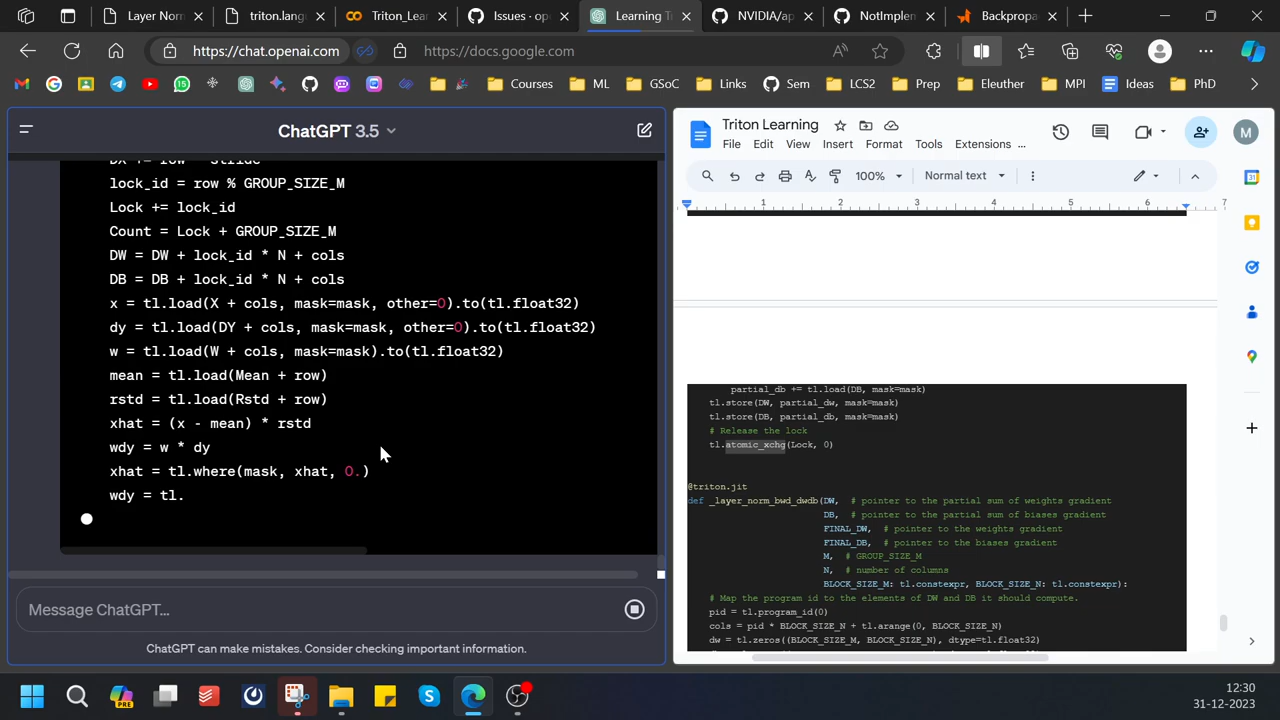 Layer Norm
triton.lang
Triton_Lea
Issues · ope
Learning T
NVIDIA/ap
NotImplem
Backpropa
https://chat.openai.com
https://docs.google.com
Courses
ML
GSoC
Links
Sem
LCS2
Prep
Eleuther
MPI
Ideas
PhD
ChatGPT 3.5
DX += row * stride
lock_id = row % GROUP_SIZE_M
Lock += lock_id
Count = Lock + GROUP_SIZE_M
DW = DW + lock_id * N + cols
DB = DB + lock_id * N + cols
x = tl.load(X + cols, mask=mask, other=0).to(tl.float32)
dy = tl.load(DY + cols, mask=mask, other=0).to(tl.float32)
w = tl.load(W + cols, mask=mask).to(tl.float32)
mean = tl.load(Mean + row)
rstd = tl.load(Rstd + row)
xhat = (x - mean) * rstd
wdy = w * dy
xhat = tl.where(mask, xhat, 0.)
wdy = tl.
Message ChatGPT...
ChatGPT can make mistakes. Consider checking important information.
Triton Learning
M
File Edit View Insert Format Tools Extensions ...
100% Normal text
1 2 3 4 5 6 7
partial_db += tl.load(DB, mask=mask)
tl.store(DW, partial_dw, mask=mask)
tl.store(DB, partial_db, mask=mask)
# Release the lock
tl.atomic_xchg(Lock, 0)
@triton.jit
def _layer_norm_bwd_dwdb(DW, # pointer to the partial sum of weights gradient
DB, # pointer to the partial sum of biases gradient
FINAL_DW, # pointer to the weights gradient
FINAL_DB, # pointer to the biases gradient
M, # GROUP_SIZE_M
N, # number of columns
BLOCK_SIZE_M: tl.constexpr, BLOCK_SIZE_N: tl.constexpr):
# Map the program id to the elements of DW and DB it should compute.
pid = tl.program_id(0)
cols = pid * BLOCK_SIZE_N + tl.arange(0, BLOCK_SIZE_N)
dw = tl.zeros((BLOCK_SIZE_M, BLOCK_SIZE_N), dtype=tl.float32)
12:30
31-12-2023